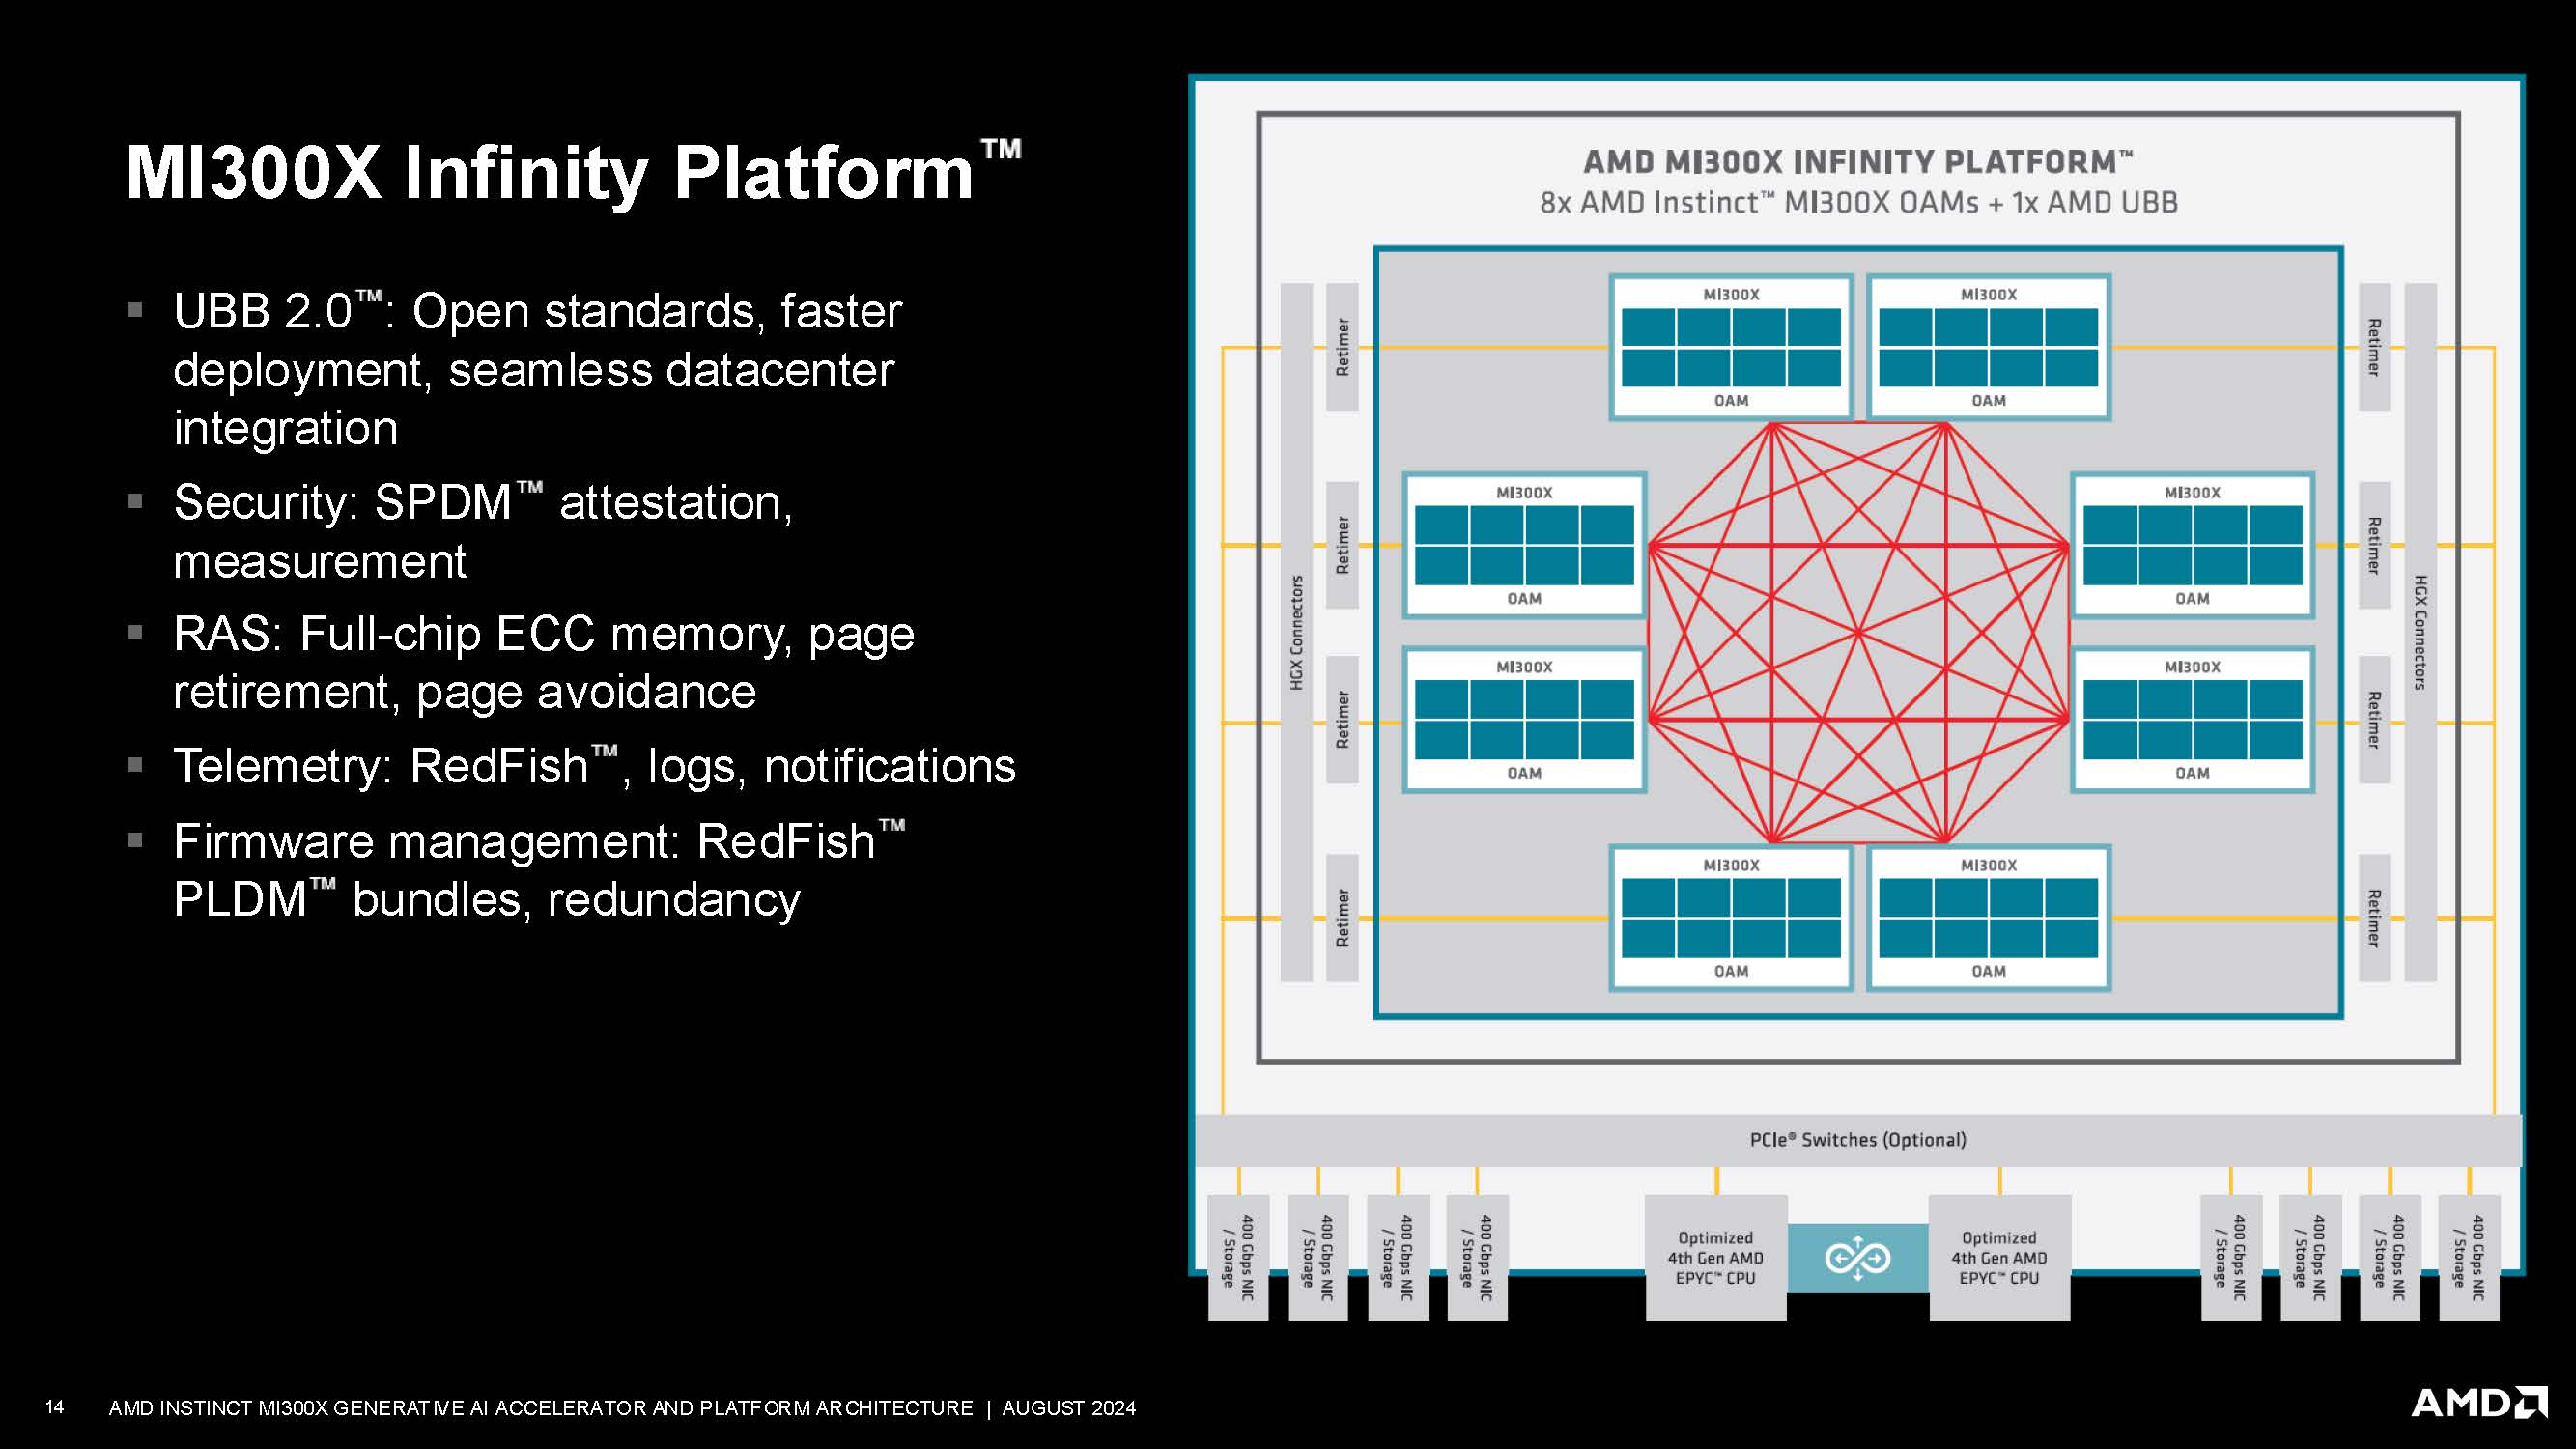 MI300X Infinity Platform™
▪ UBB 2.0™: Open standards, faster
deployment, seamless datacenter
integration
▪ Security: SPDM™ attestation,
measurement
▪ RAS: Full-chip ECC memory, page
retirement, page avoidance
▪ Telemetry: RedFish™, logs, notifications
▪ Firmware management: RedFish™
PLDM™ bundles, redundancy
AMD MI300X INFINITY PLATFORM™
8x AMD Instinct™ MI300X OAMs + 1x AMD UBB
HGX Connectors
Retimer
Retimer
Retimer
Retimer
MI300X
OAM
MI300X
OAM
MI300X
OAM
MI300X
OAM
MI300X
OAM
MI300X
OAM
MI300X
OAM
MI300X
OAM
Retimer
Retimer
Retimer
Retimer
HGX Connectors
PCIe® Switches (Optional)
400 Gbps NIC
/ Storage
400 Gbps NIC
/ Storage
400 Gbps NIC
/ Storage
400 Gbps NIC
/ Storage
Optimized
4th Gen AMD
EPYC™ CPU
Optimized
4th Gen AMD
EPYC™ CPU
400 Gbps NIC
/ Storage
400 Gbps NIC
/ Storage
400 Gbps NIC
/ Storage
400 Gbps NIC
/ Storage
14 AMD INSTINCT MI300X GENERATIVE AI ACCELERATOR AND PLATFORM ARCHITECTURE | AUGUST 2024
AMD